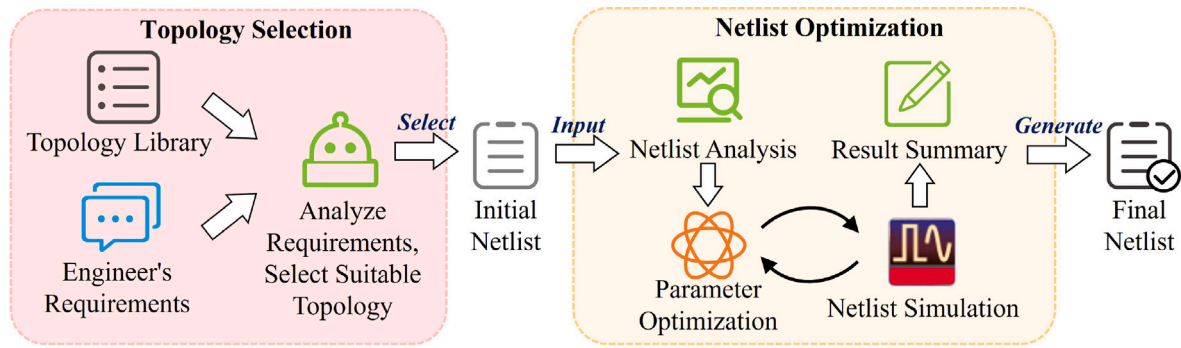 Topology Selection
Topology Library
Engineer's
Requirements
Analyze
Requirements,
Select Suitable
Topology
Select
Initial
Netlist
Input
Netlist Optimization
Netlist Analysis
Parameter
Optimization
Netlist Simulation
Result Summary
Generate
Final
Netlist